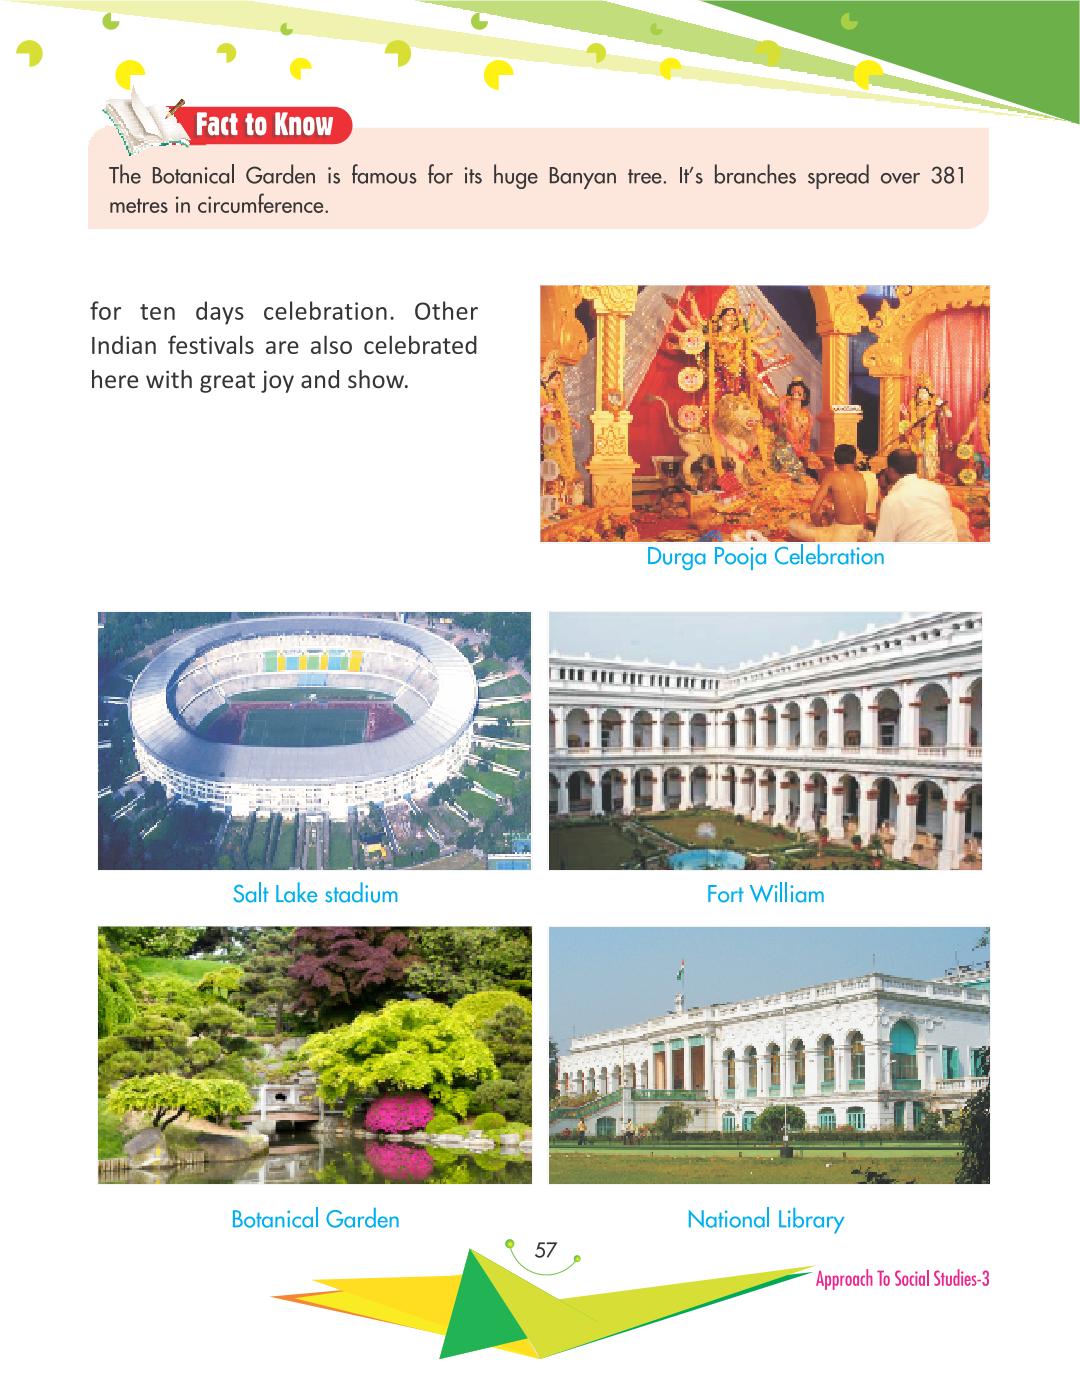 Fact to Know
The Botanical Garden is famous for its huge Banyan tree. It's branches spread over 381
metres in circumference.
for ten days celebration. Other
Indian festivals are also celebrated
here with great joy and show.
Durga Pooja Celebration
Salt Lake stadium
Fort William
Botanical Garden
National Library
57
Approach To Social Studies-3